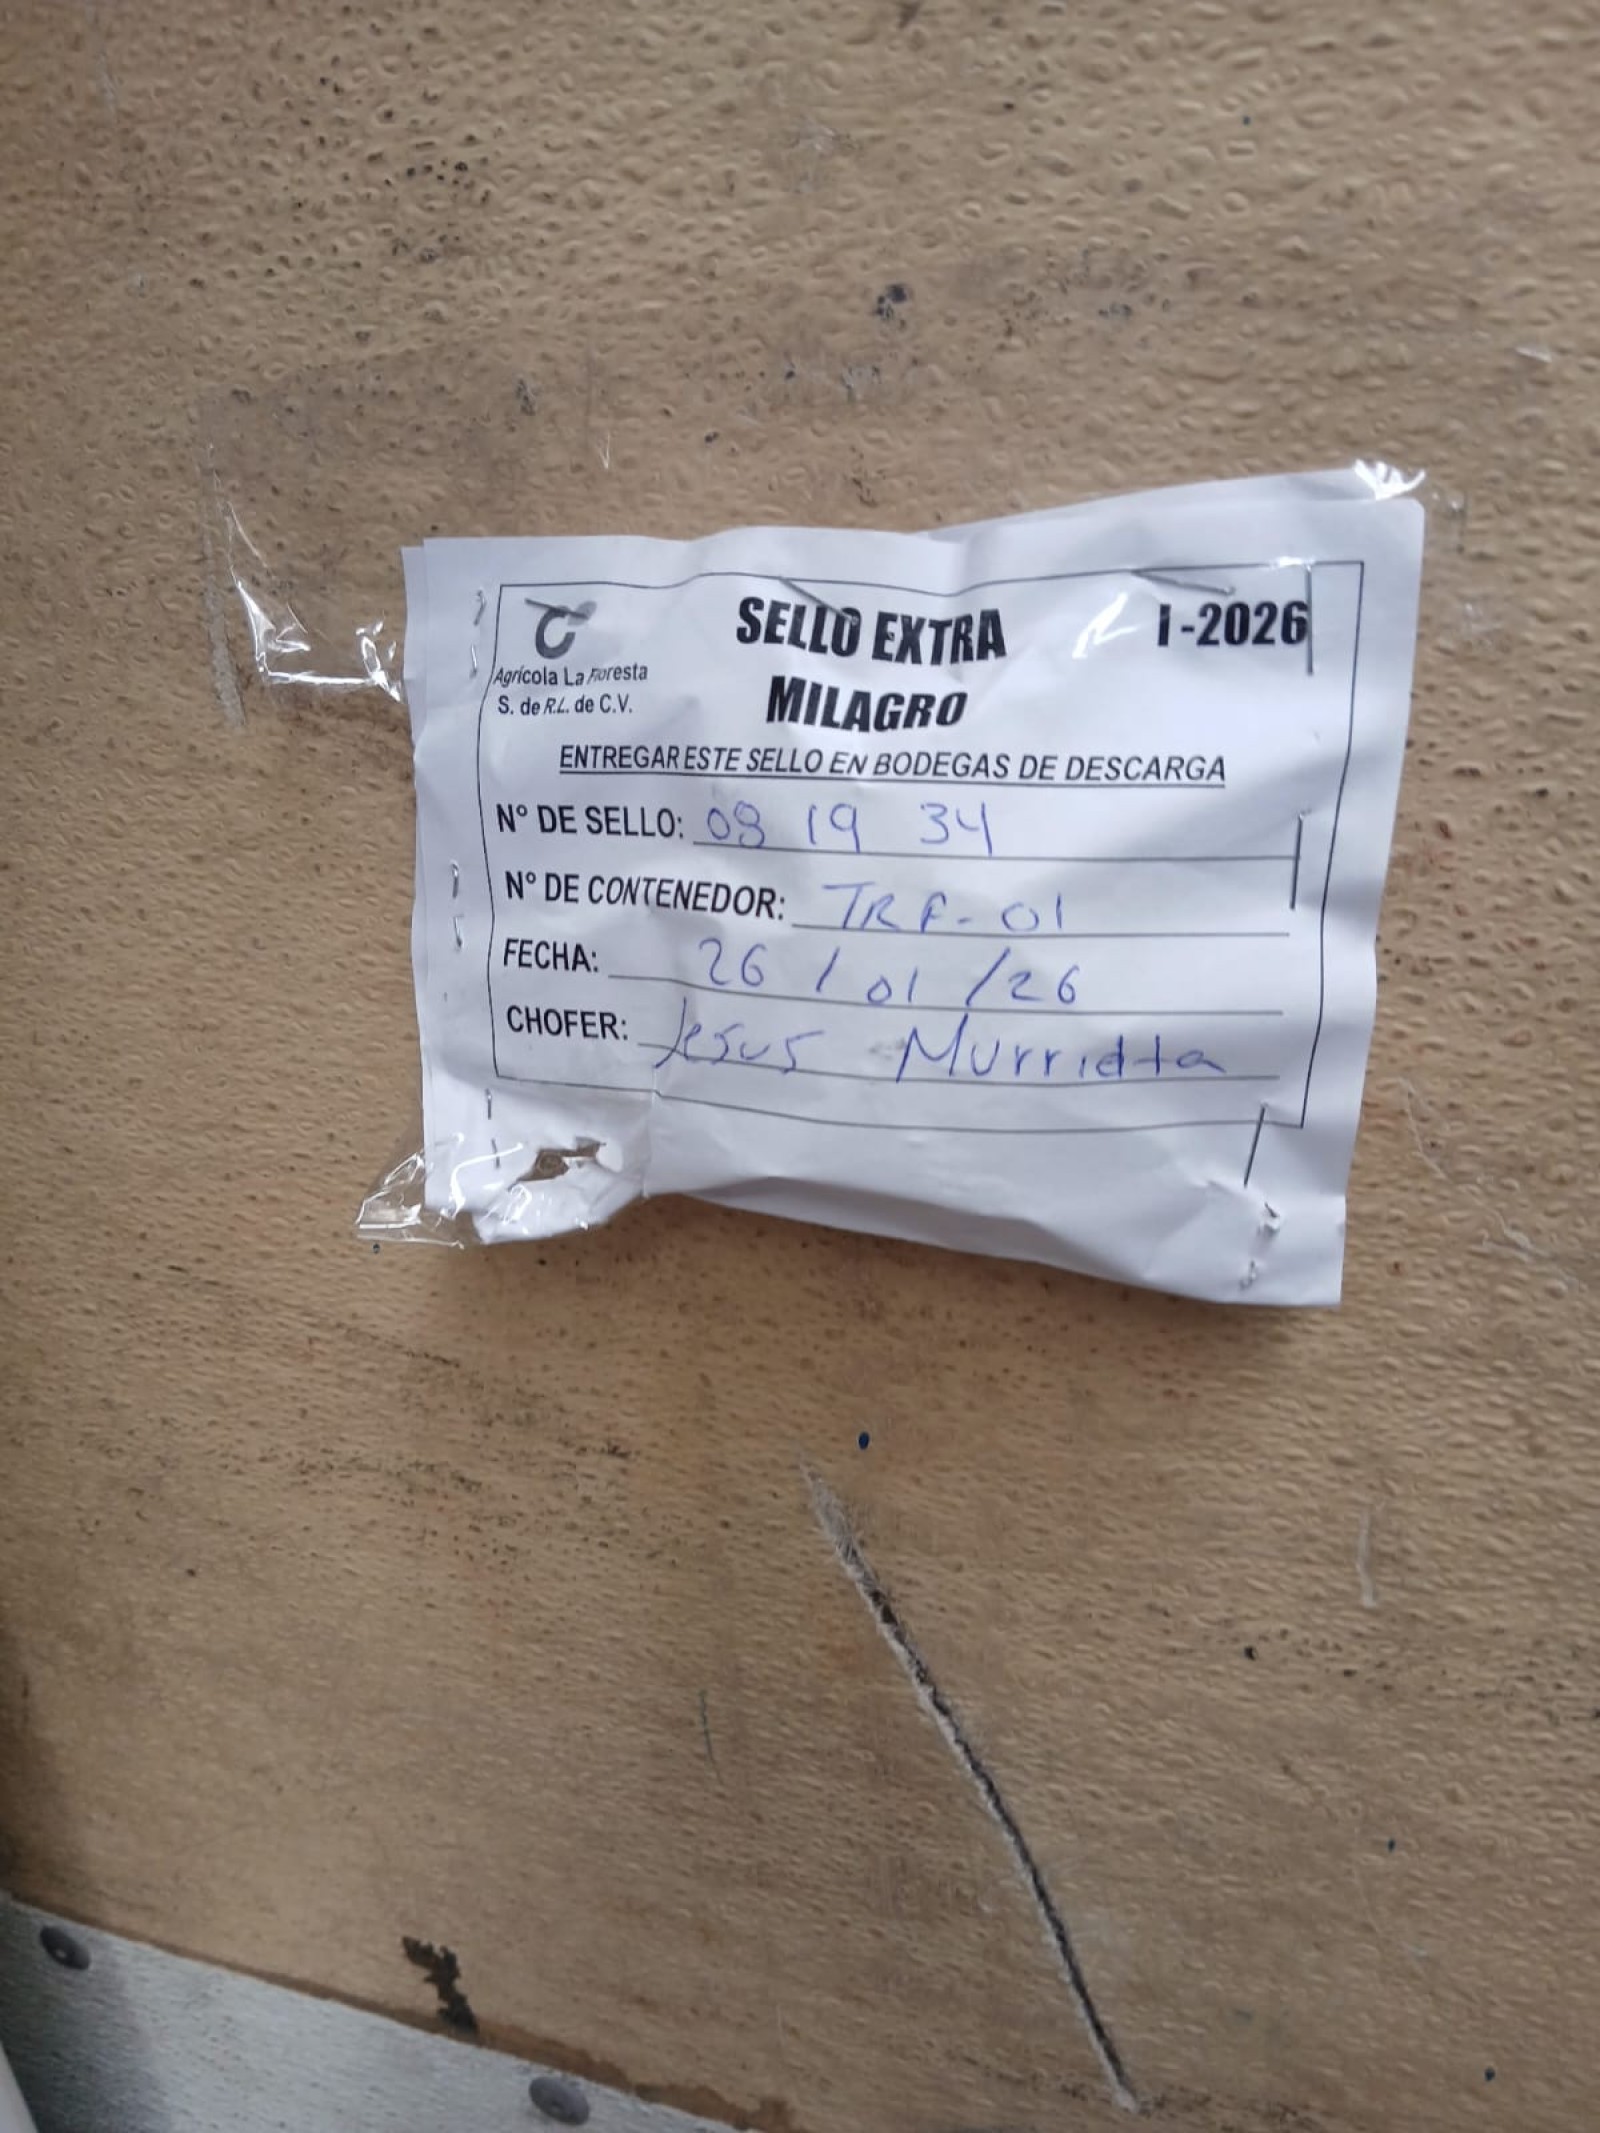 SELLO EXTRA
I-2026
MILAGRO
Agrícola La Floresta
S. de R.L. de C.V.
ENTREGAR ESTE SELLO EN BODEGAS DE DESCARGA
N° DE SELLO: 08 19 34
N° DE CONTENEDOR: TRF-01
FECHA: 26/01/26
CHOFER: Jesus Murridta